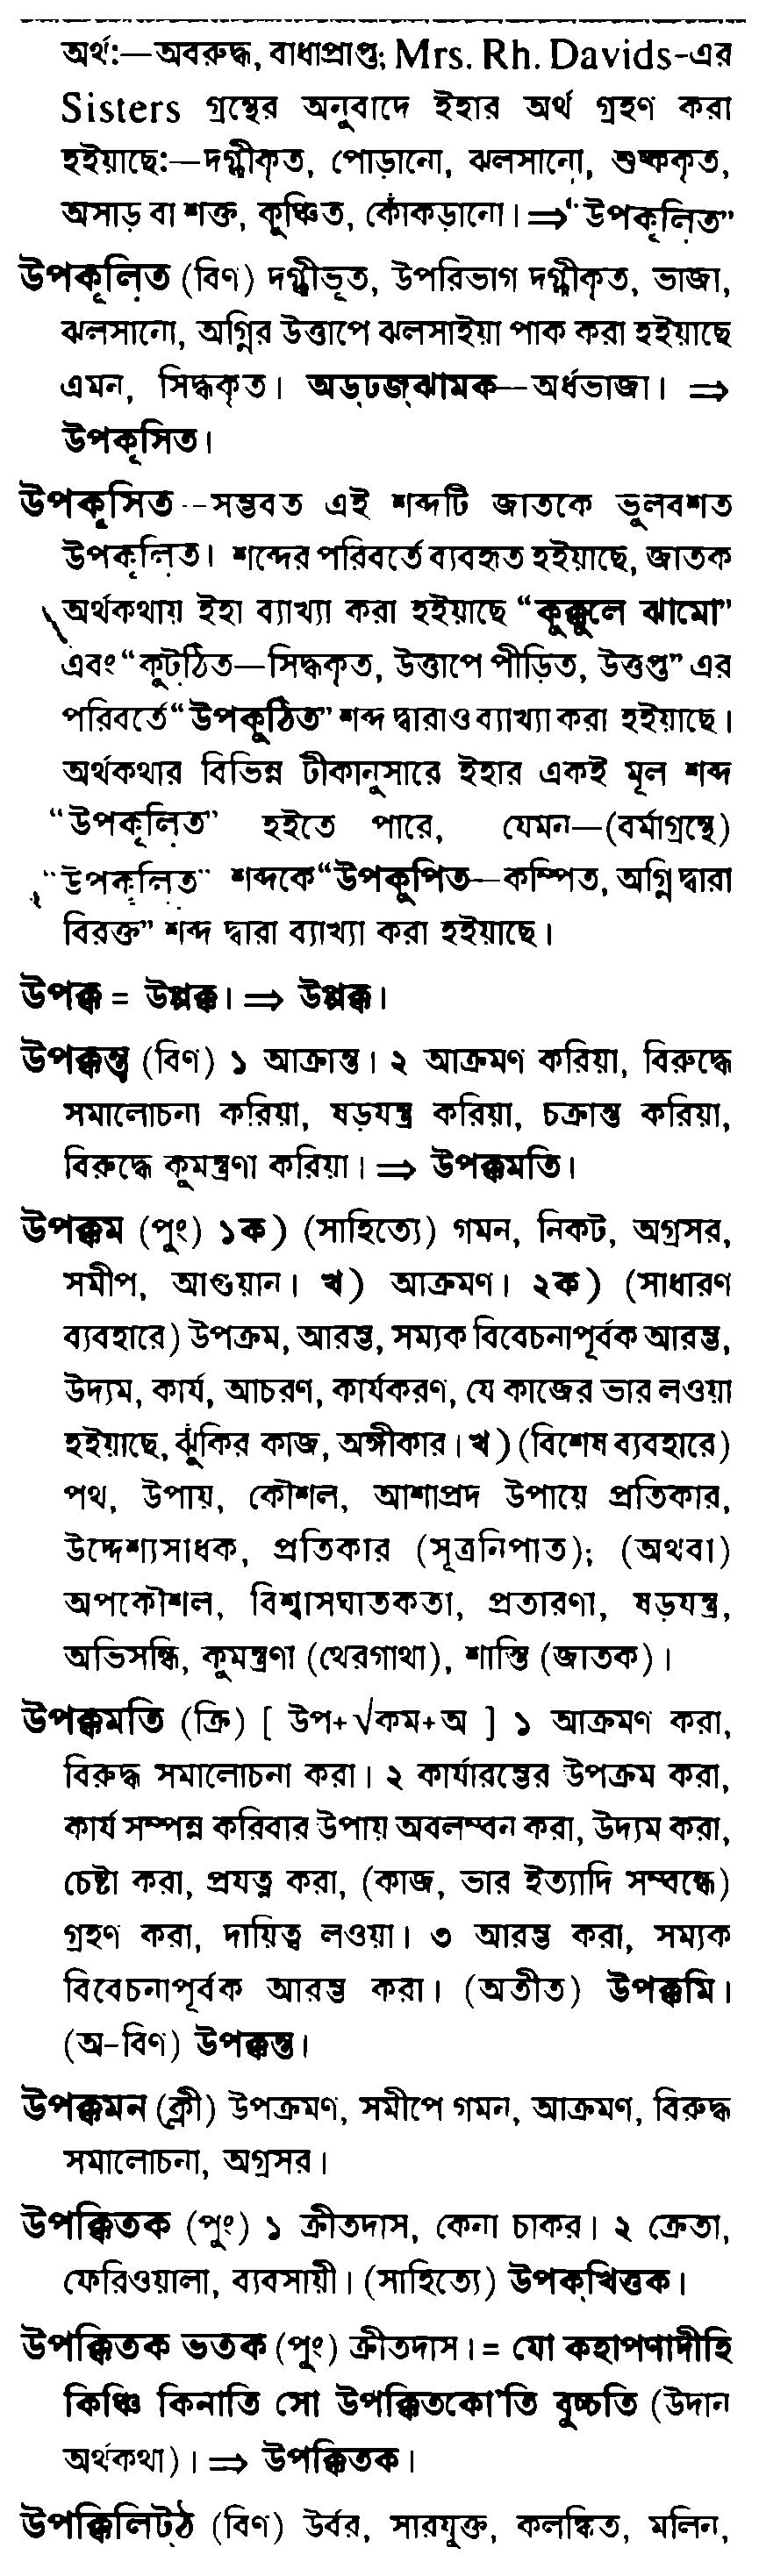 অর্থ:—অবরুদ্ধ, বাধাপ্রাপ্ত; Mrs. Rh. Davids-এর
Sisters গ্রন্থের অনুবাদে ইহার অর্থ গ্রহণ করা
হইয়াছে:—দগ্ধীকৃত, পোড়ানো, ঝলসানো, শুষ্ককৃত,
অসাড় বা শক্ত, কুঞ্চিত, কোঁকড়ানো। ⇒ “উপকূলিত”
উপকূলিত (বিণ) দগ্ধীভূত, উপরিভাগ দগ্ধীকৃত, ভাজা,
ঝলসানো, অগ্নির উত্তাপে ঝলসাইয়া পাক করা হইয়াছে
এমন, সিদ্ধকৃত। অড্ঢজ্ঝামক—অর্ধভাজা। ⇒
উপকূসিত।
উপকূসিত--সম্ভবত এই শব্দটি জাতকে ভুলবশত
উপকূলিত। শব্দের পরিবর্তে ব্যবহৃত হইয়াছে, জাতক
অর্থকথায় ইহা ব্যাখ্যা করা হইয়াছে “কুক্কুলে ঝামো”
এবং “কুট্ঠিত—সিদ্ধকৃত, উত্তাপে পীড়িত, উত্তপ্ত” এর
পরিবর্তে “উপকুঠিত” শব্দ দ্বারাও ব্যাখ্যা করা হইয়াছে।
অর্থকথার বিভিন্ন টীকানুসারে ইহার একই মূল শব্দ
“উপকূলিত” হইতে পারে, যেমন—(বর্মাগ্রন্থে)
“উপকূলিত” শব্দকে “উপকুপিত—কম্পিত, অগ্নি দ্বারা
বিরক্ত” শব্দ দ্বারা ব্যাখ্যা করা হইয়াছে।
উপক্ক = উপ্পক্ক। ⇒ উপ্পক্ক।
উপক্কন্ত (বিণ) ১ আক্রান্ত। ২ আক্রমণ করিয়া, বিরুদ্ধে
সমালোচনা করিয়া, ষড়যন্ত্র করিয়া, চক্রান্ত করিয়া,
বিরুদ্ধে কুমন্ত্রণা করিয়া। ⇒ উপক্কমতি।
উপক্কম (পুং) ১ক) (সাহিত্যে) গমন, নিকট, অগ্রসর,
সমীপ, আগুয়ান। খ) আক্রমণ। ২ক) (সাধারণ
ব্যবহারে) উপক্রম, আরম্ভ, সম্যক বিবেচনাপূর্বক আরম্ভ,
উদ্যম, কার্য, আচরণ, কার্যকরণ, যে কাজের ভার লওয়া
হইয়াছে, ঝুঁকির কাজ, অঙ্গীকার। খ) (বিশেষ ব্যবহারে)
পথ, উপায়, কৌশল, আশাপ্রদ উপায়ে প্রতিকার,
উদ্দেশ্যসাধক, প্রতিকার (সূত্রনিপাত); (অথবা)
অপকৌশল, বিশ্বাসঘাতকতা, প্রতারণা, ষড়যন্ত্র,
অভিসন্ধি, কুমন্ত্রণা (থেরগাথা), শাস্তি (জাতক)।
উপক্কমতি (ক্রি) [ উপ+√কম+অ ] ১ আক্রমণ করা,
বিরুদ্ধ সমালোচনা করা। ২ কার্যারম্ভের উপক্রম করা,
কার্য সম্পন্ন করিবার উপায় অবলম্বন করা, উদ্যম করা,
চেষ্টা করা, প্রযত্ন করা, (কাজ, ভার ইত্যাদি সম্বন্ধে)
গ্রহণ করা, দায়িত্ব লওয়া। ৩ আরম্ভ করা, সম্যক
বিবেচনাপূর্বক আরম্ভ করা। (অতীত) উপক্কমি।
(অ-বিণ) উপক্কন্ত।
উপক্কমন (ক্লী) উপক্রমণ, সমীপে গমন, আক্রমণ, বিরুদ্ধ
সমালোচনা, অগ্রসর।
উপক্কিতক (পুং) ১ ক্রীতদাস, কেনা চাকর। ২ ক্রেতা,
ফেরিওয়ালা, ব্যবসায়ী। (সাহিত্যে) উপক্খিত্তক।
উপক্কিতক ভতক (পুং) ক্রীতদাস। = যো কহাপণাদীহি
কিঞ্চি কিনাতি সো উপক্কিতকো’তি বুচ্চতি (উদান
অর্থকথা)। ⇒ উপক্কিতক।
উপক্কিলিট্ঠ (বিণ) উর্বর, সারযুক্ত, কলঙ্কিত, মলিন,